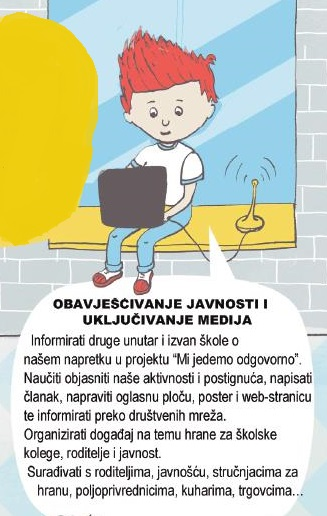 OBAVJEŠĆIVANJE JAVNOSTI I
UKLJUČIVANJE MEDIJA
Informirati druge unutar i izvan škole o
našem napretku u projektu “Mi jedemo odgovorno”.
Naučiti objasniti naše aktivnosti i postignuća, napisati
članak, napraviti oglasnu ploču, poster i web-stranicu
te informirati preko društvenih mreža.
Organizirati događaj na temu hrane za školske
kolege, roditelje i javnost.
Surađivati s roditeljima, javnošću, stručnjacima za
hranu, poljoprivrednicima, kuharima, trgovcima...